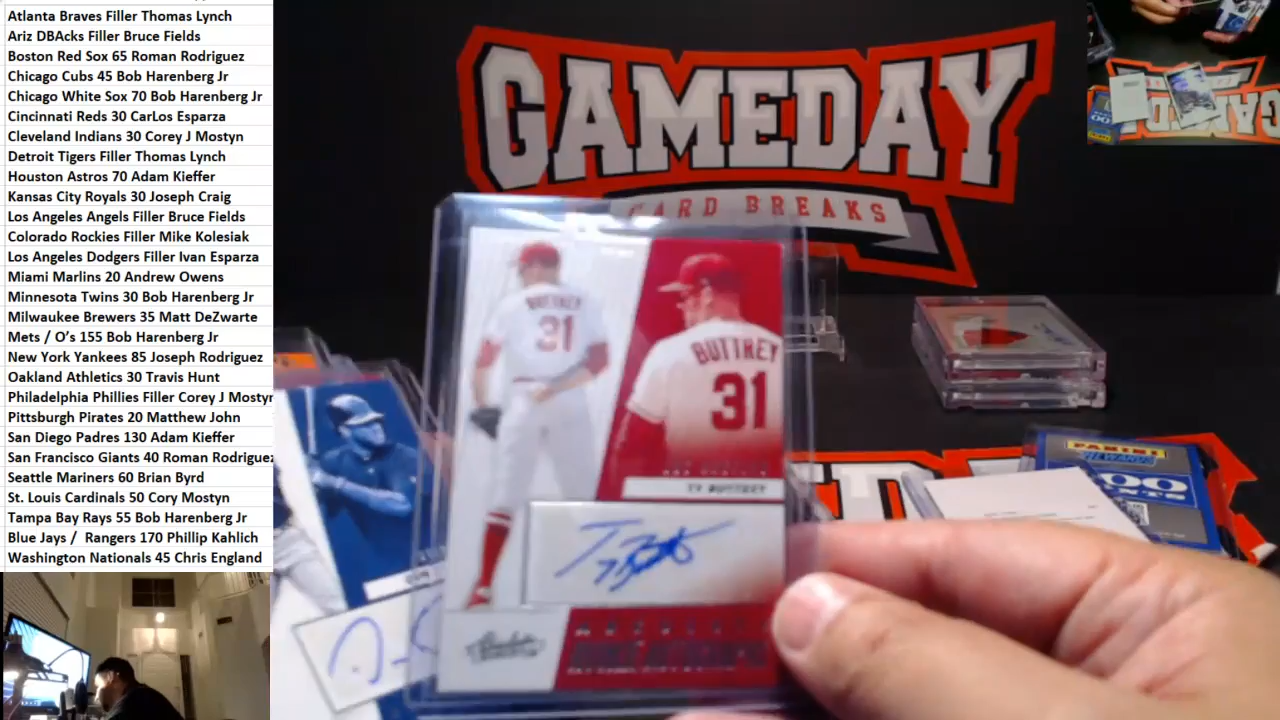 Atlanta Braves Filler Thomas Lynch
Ariz DBAcks Filler Bruce Fields
Boston Red Sox 65 Roman Rodriguez
Chicago Cubs 45 Bob Harenberg Jr
Chicago White Sox 70 Bob Harenberg Jr
Cincinnati Reds 30 CarLos Esparza
Cleveland Indians 30 Corey J Mostyn
Detroit Tigers Filler Thomas Lynch
Houston Astros 70 Adam Kieffer
Kansas City Royals 30 Joseph Craig
Los Angeles Angels Filler Bruce Fields
Colorado Rockies Filler Mike Kolesiak
Los Angeles Dodgers Filler Ivan Esparza
Miami Marlins 20 Andrew Owens
Minnesota Twins 30 Bob Harenberg Jr
Milwaukee Brewers 35 Matt DeZwarte
Mets / O’s 155 Bob Harenberg Jr
New York Yankees 85 Joseph Rodriguez
Oakland Athletics 30 Travis Hunt
Philadelphia Phillies Filler Corey J Mostyn
Pittsburgh Pirates 20 Matthew John
San Diego Padres 130 Adam Kieffer
San Francisco Giants 40 Roman Rodriguez
Seattle Mariners 60 Brian Byrd
St. Louis Cardinals 50 Cory Mostyn
Tampa Bay Rays 55 Bob Harenberg Jr
Blue Jays / Rangers 170 Phillip Kahlich
Washington Nationals 45 Chris England
GAMEDAY
CARD BREAKS
BUTTREY
31
BUTTREY
31
TY BUTTREY
PANINI
REWARDS